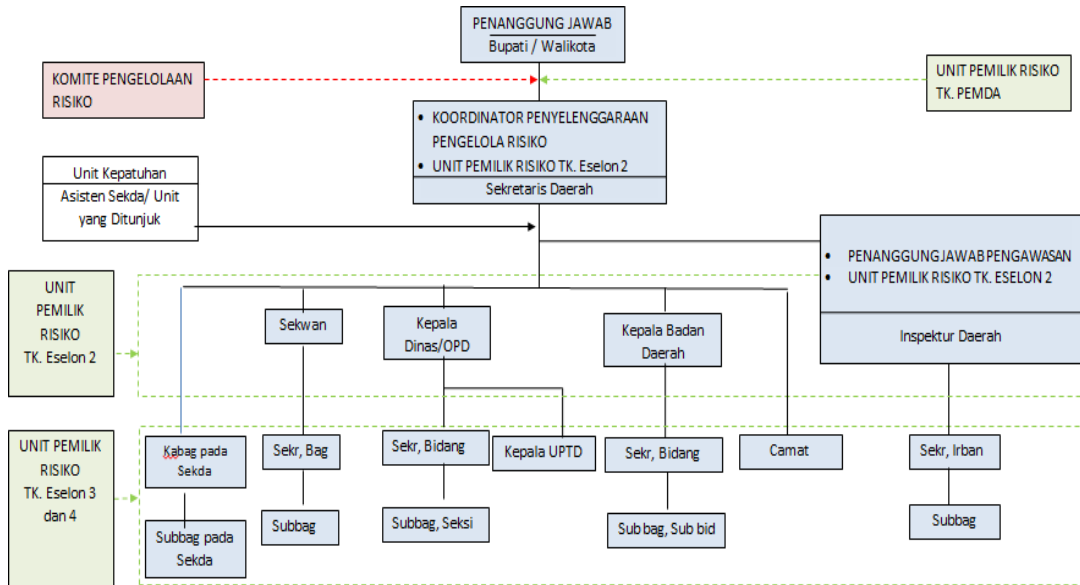 PENANGGUNG JAWAB
Bupati / Walikota
KOMITE PENGELOLAAN
RISIKO
UNIT PEMILIK RISIKO
TK. PEMDA
• KOORDINATOR PENYELENGGARAAN
PENGELOLA RISIKO
• UNIT PEMILIK RISIKO TK. Eselon 2
Sekretaris Daerah
Unit Kepatuhan
Asisten Sekda/ Unit
yang Ditunjuk
• PENANGGUNG JAWAB PENGAWASAN
• UNIT PEMILIK RISIKO TK. ESELON 2
Inspektur Daerah
UNIT
PEMILIK
RISIKO
TK. Eselon 2
Sekwan
Kepala
Dinas/OPD
Kepala Badan
Daerah
UNIT PEMILIK
RISIKO
TK. Eselon 3
dan 4
Kabag pada
Sekda
Sekr, Bag
Sekr, Bidang
Kepala UPTD
Sekr, Bidang
Camat
Sekr, Irban
Subbag pada
Sekda
Subbag
Subbag, Seksi
Subbag, Sub bid
Subbag